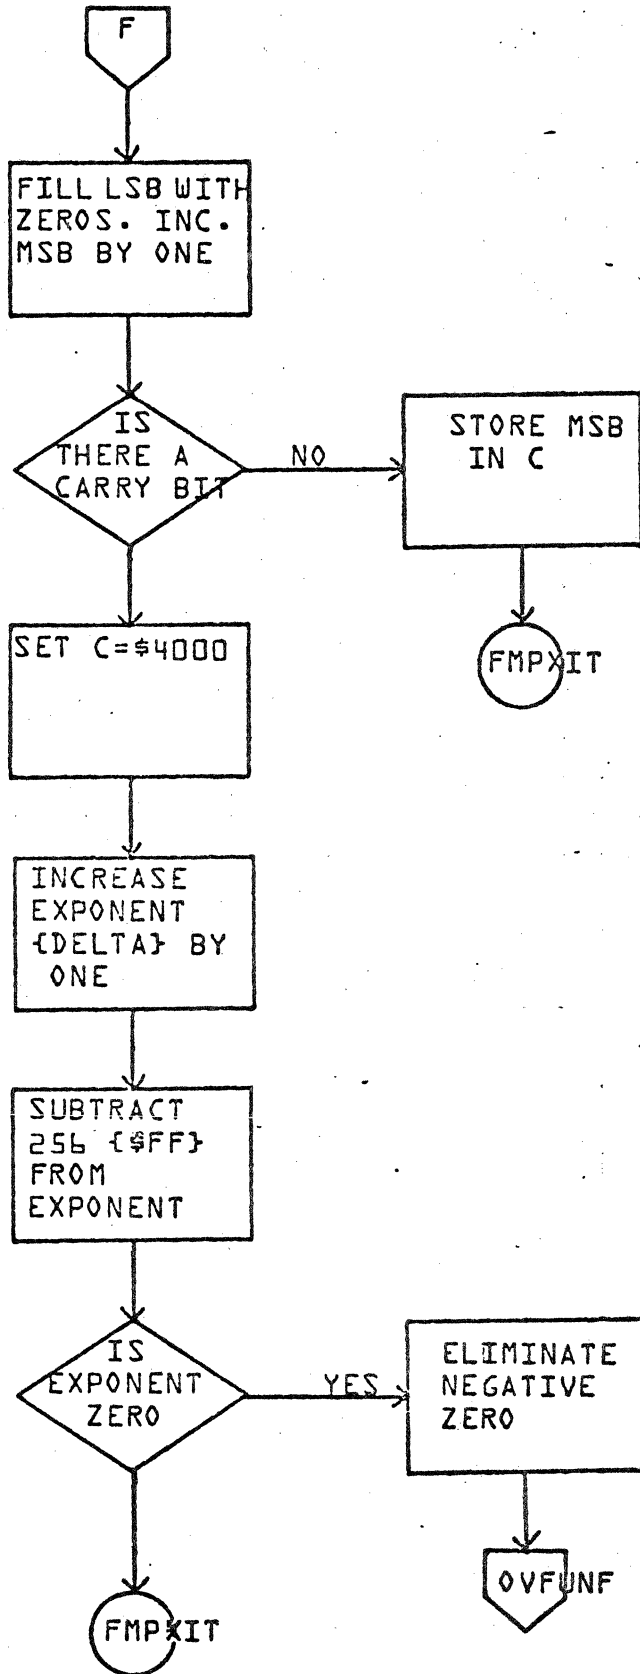 F
FILL LSB WITH
ZEROS. INC.
MSB BY ONE
IS
THERE A
CARRY BIT
NO
STORE MSB
IN C
FMPXIT
SET C=$4000
INCREASE
EXPONENT
{DELTA} BY
ONE
SUBTRACT
256 {$FF}
FROM
EXPONENT
IS
EXPONENT
ZERO
YES
ELIMINATE
NEGATIVE
ZERO
OVFUNF
FMPXIT